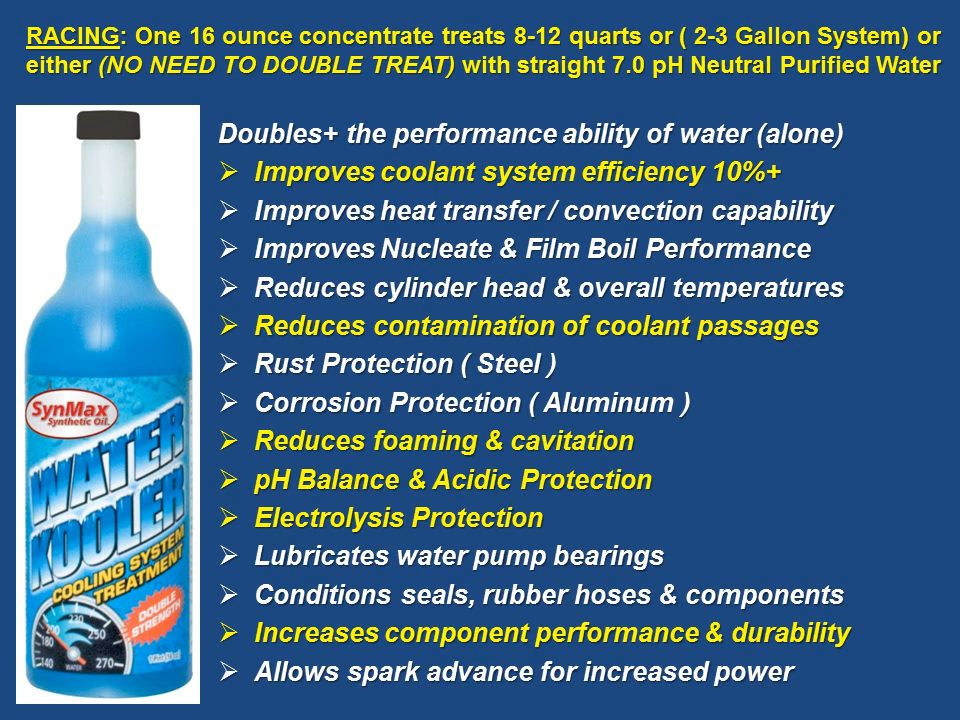 RACING: One 16 ounce concentrate treats 8-12 quarts or ( 2-3 Gallon System) or
either (NO NEED TO DOUBLE TREAT) with straight 7.0 pH Neutral Purified Water
Doubles+ the performance ability of water (alone)
➢ Improves coolant system efficiency 10%+
➢ Improves heat transfer / convection capability
➢ Improves Nucleate & Film Boil Performance
➢ Reduces cylinder head & overall temperatures
➢ Reduces contamination of coolant passages
➢ Rust Protection ( Steel )
➢ Corrosion Protection ( Aluminum )
➢ Reduces foaming & cavitation
➢ pH Balance & Acidic Protection
➢ Electrolysis Protection
➢ Lubricates water pump bearings
➢ Conditions seals, rubber hoses & components
➢ Increases component performance & durability
➢ Allows spark advance for increased power
SynMax
Synthetic Oil.
WATER
KOOLER
COOLING SYSTEM
TREATMENT
DOUBLE
STRENGTH
140
180
200
230
250
270
WATER